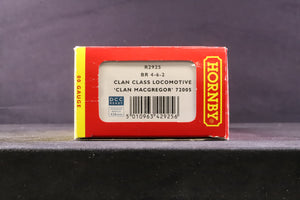 R2925
BR 4-6-2
CLAN CLASS LOCOMOTIVE
'CLAN MACGREGOR' 72005
DCC
READY
5 010963 429256
00 GAUGE
HORNBY